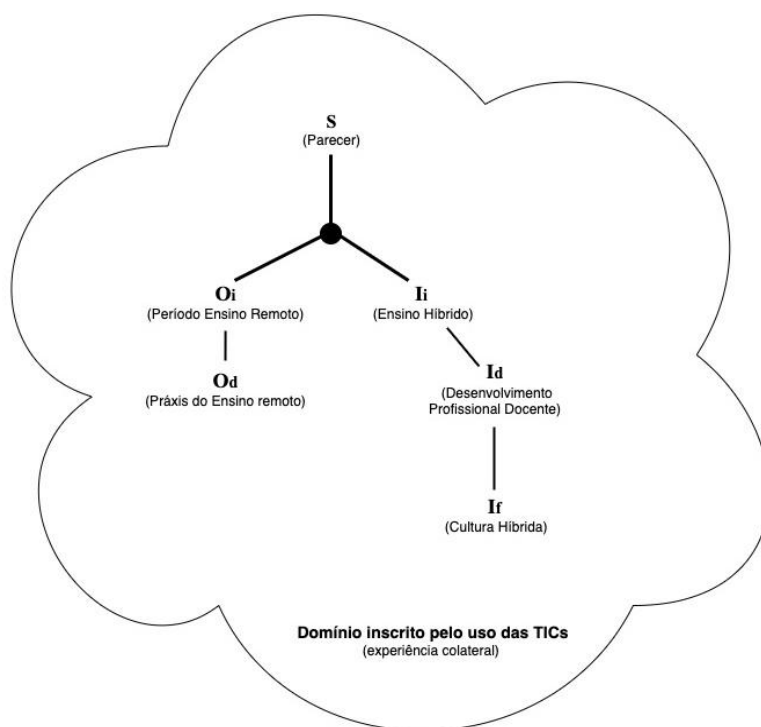 S
(Parecer)
Oi
(Período Ensino Remoto)
Ii
(Ensino Híbrido)
Od
(Práxis do Ensino remoto)
Id
(Desenvolvimento
Profissional Docente)
If
(Cultura Híbrida)
Domínio inscrito pelo uso das TICs
(experiência colateral)